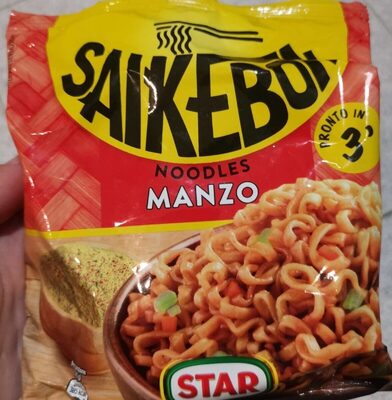 SAIKEBON
NOODLES
MANZO
PRONTO IN
3'
STAR